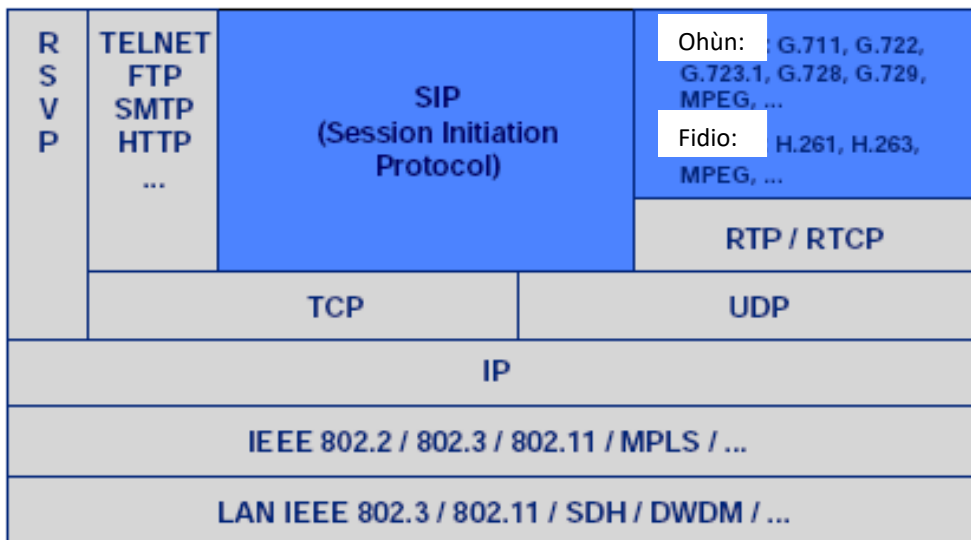 R
S
V
P
TELNET
FTP
SMTP
HTTP
...
SIP
(Session Initiation
Protocol)
Ohùn: : G.711, G.722,
G.723.1, G.728, G.729,
MPEG, ...
Fidio: H.261, H.263,
MPEG, ...
RTP / RTCP
TCP
UDP
IP
IEEE 802.2 / 802.3 / 802.11 / MPLS / ...
LAN IEEE 802.3 / 802.11 / SDH / DWDM / ...